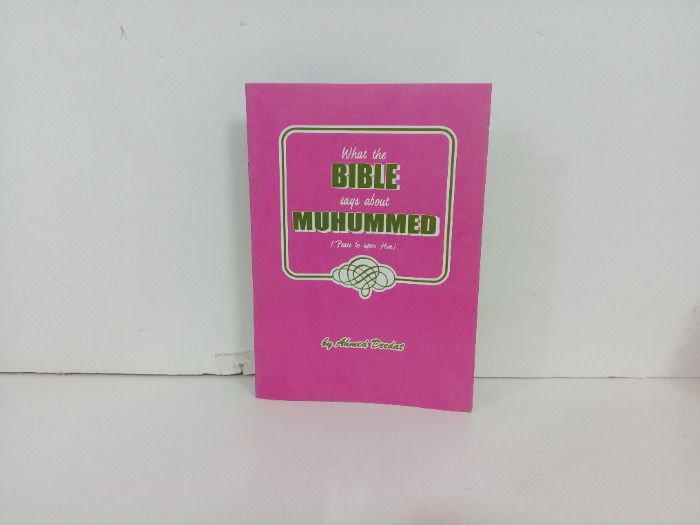 What the
BIBLE
says about
MUHUMMED
(Peace be upon Him)
by Ahmed Deedat